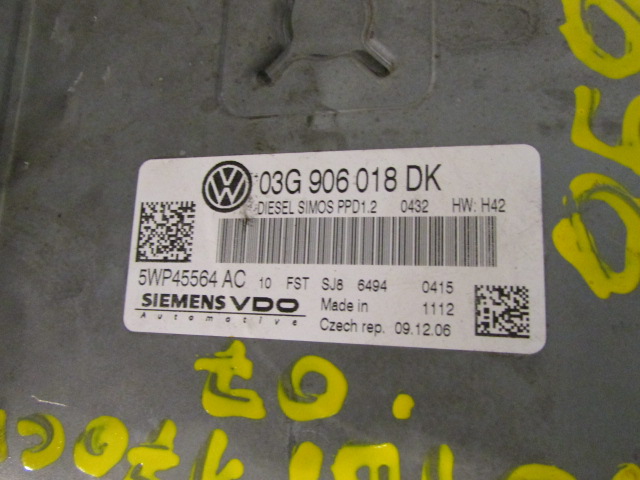 03G 906 018 DK
DIESEL SIMOS PPD1.2 0432 HW: H42
5WP45564 AC 10 FST SJ8 6494 0415
SIEMENS VDO Made in 1112
Automotive Czech rep. 09.12.06